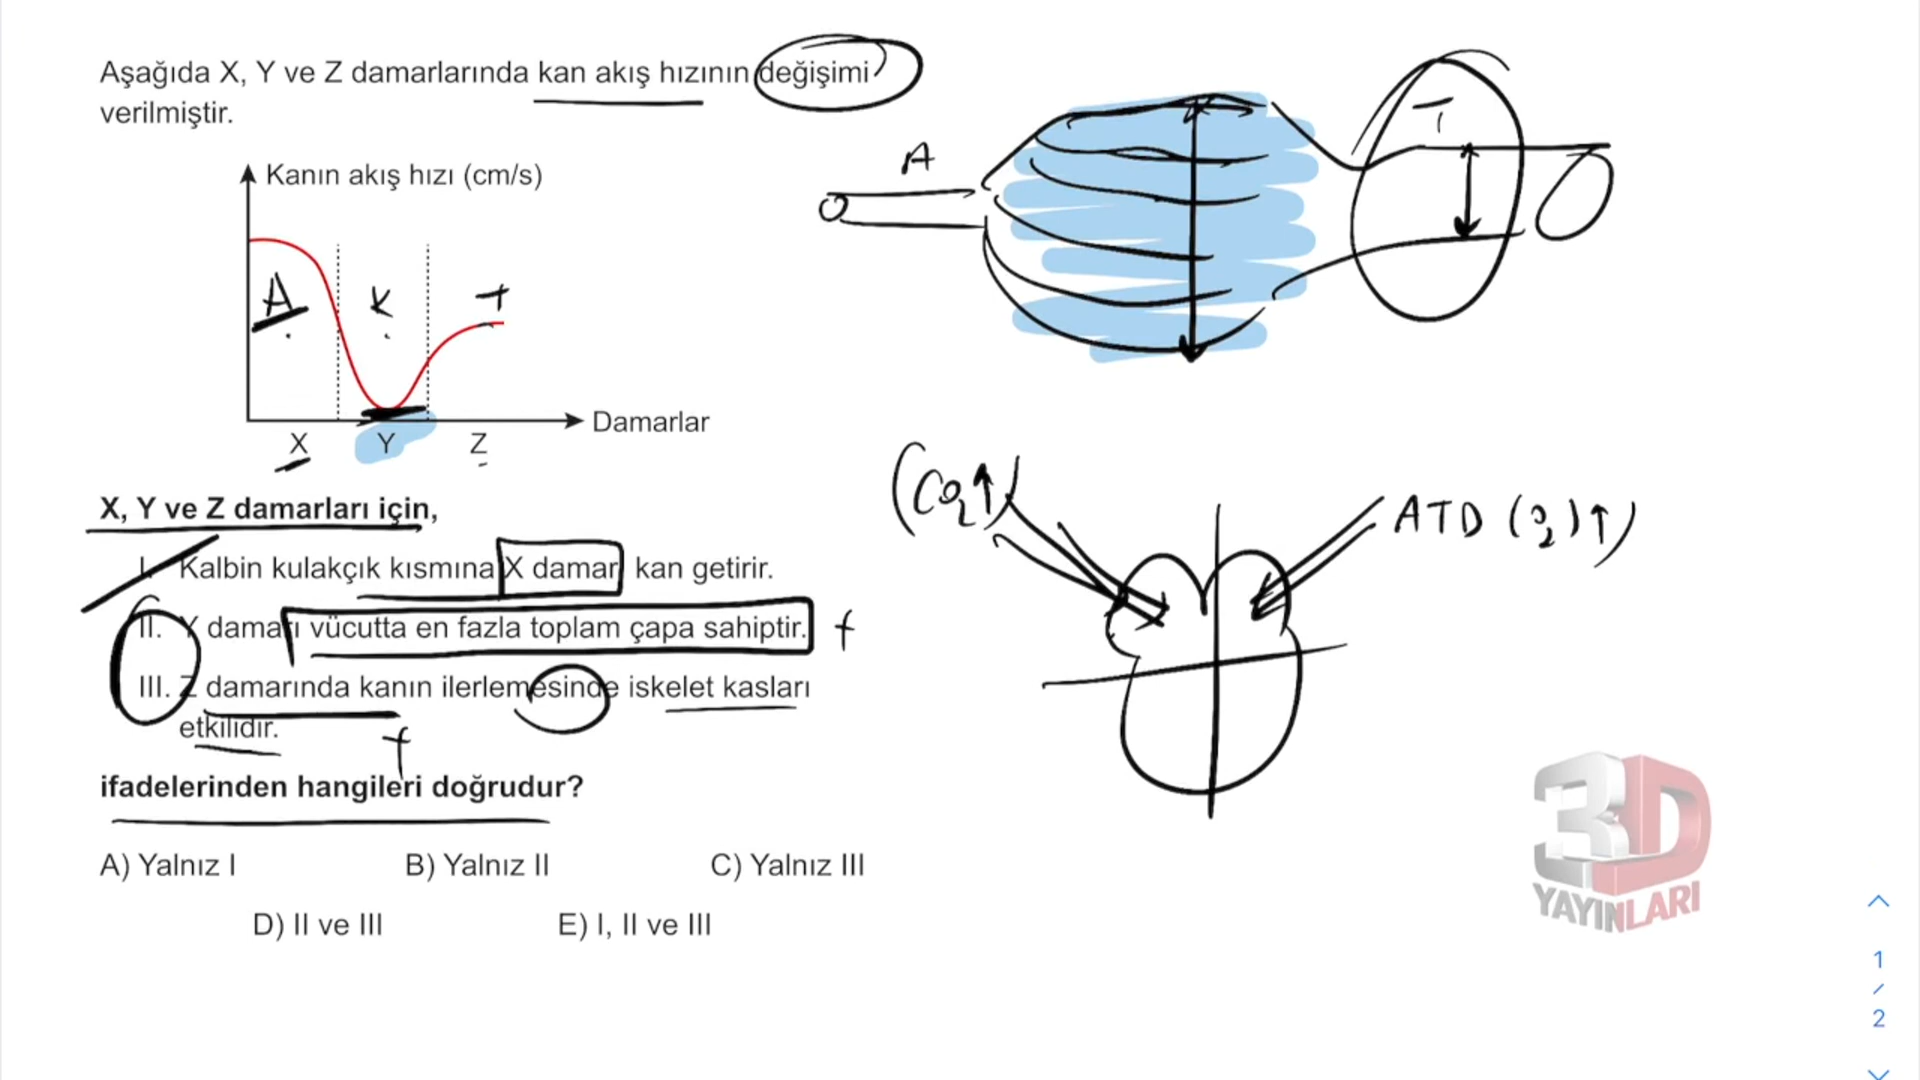 Aşağıda X, Y ve Z damarlarında kan akış hızının değişimi
verilmiştir.
Kanın akış hızı (cm/s)
A K T
Damarlar
X Y Z
A
T
X, Y ve Z damarları için,
I. Kalbin kulakçık kısmına X damarı kan getirir.
II. Y damarı vücutta en fazla toplam çapa sahiptir. +
III. Z damarında kanın ilerlemesinde iskelet kasları
etkilidir.
+
ifadelerinden hangileri doğrudur?
A) Yalnız I
B) Yalnız II
C) Yalnız III
D) II ve III
E) I, II ve III
(CO2↑)
ATD (O2)↑)
3D
YAYINLARI
1
/
2